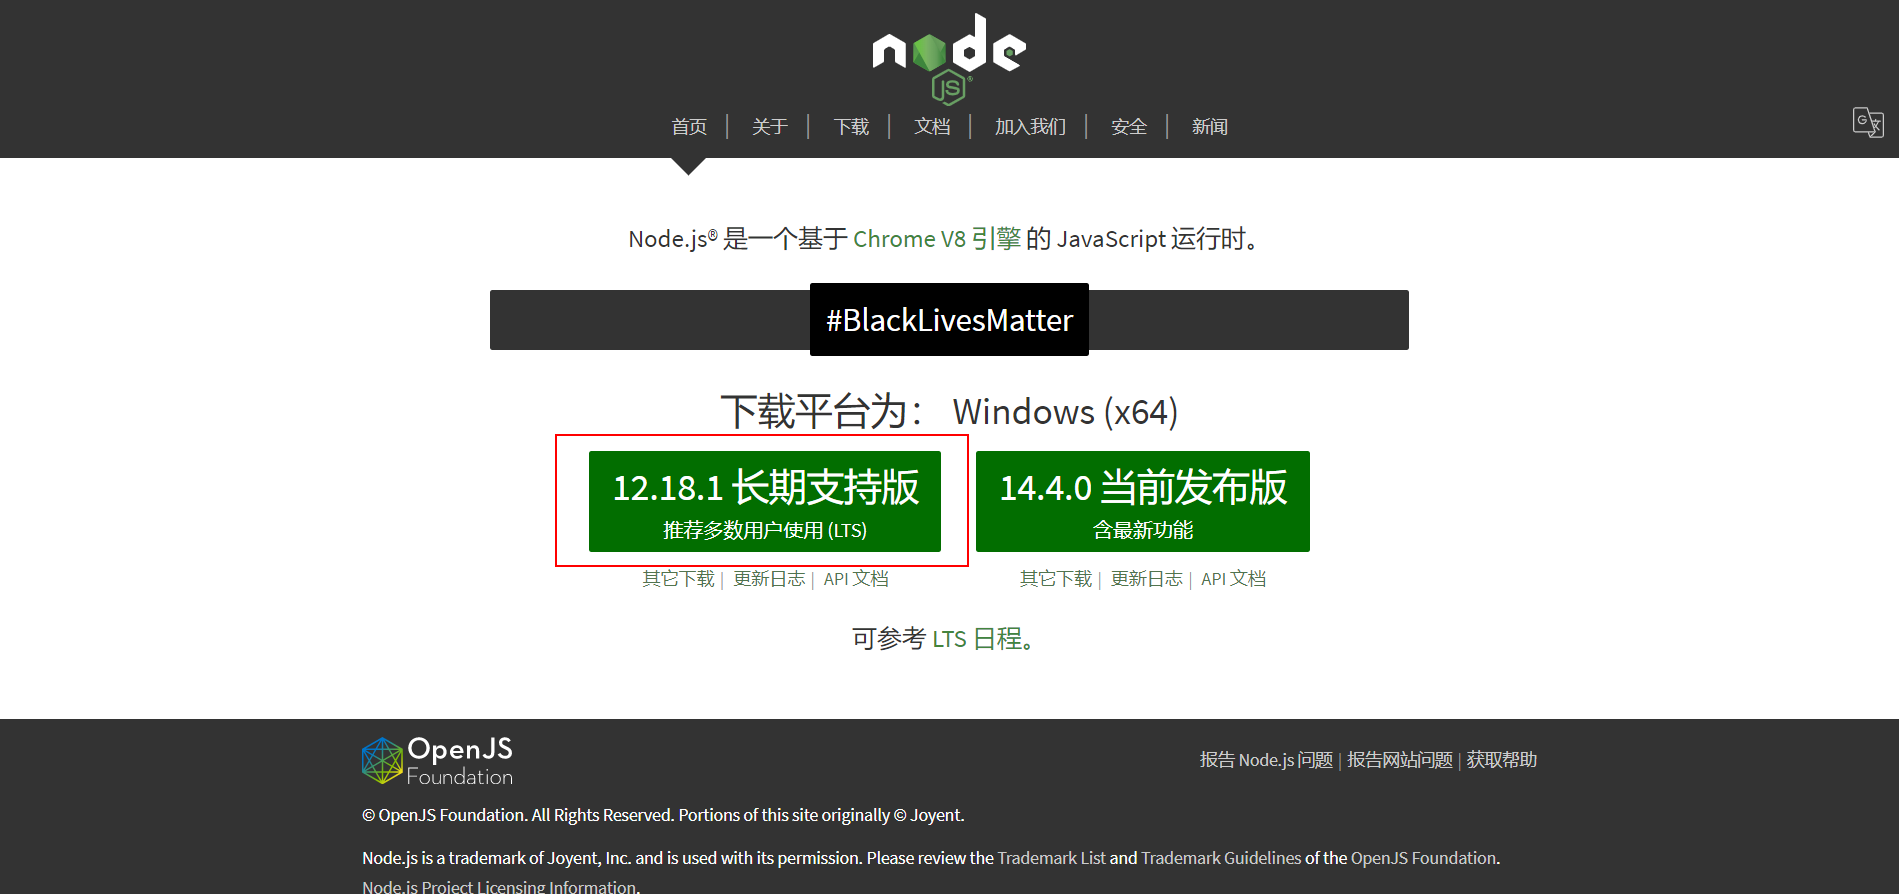 node
JS®
首页 | 关于 | 下载 | 文档 | 加入我们 | 安全 | 新闻
Node.js® 是一个基于 Chrome V8 引擎 的 JavaScript 运行时。
#BlackLivesMatter
下载平台为： Windows (x64)
12.18.1 长期支持版
推荐多数用户使用 (LTS)
其它下载 | 更新日志 | API 文档
14.4.0 当前发布版
含最新功能
其它下载 | 更新日志 | API 文档
可参考 LTS 日程。
OpenJS
Foundation
报告 Node.js 问题 | 报告网站问题 | 获取帮助
© OpenJS Foundation. All Rights Reserved. Portions of this site originally © Joyent.
Node.js is a trademark of Joyent, Inc. and is used with its permission. Please review the Trademark List and Trademark Guidelines of the OpenJS Foundation.
Node.js Project Licensing Information.